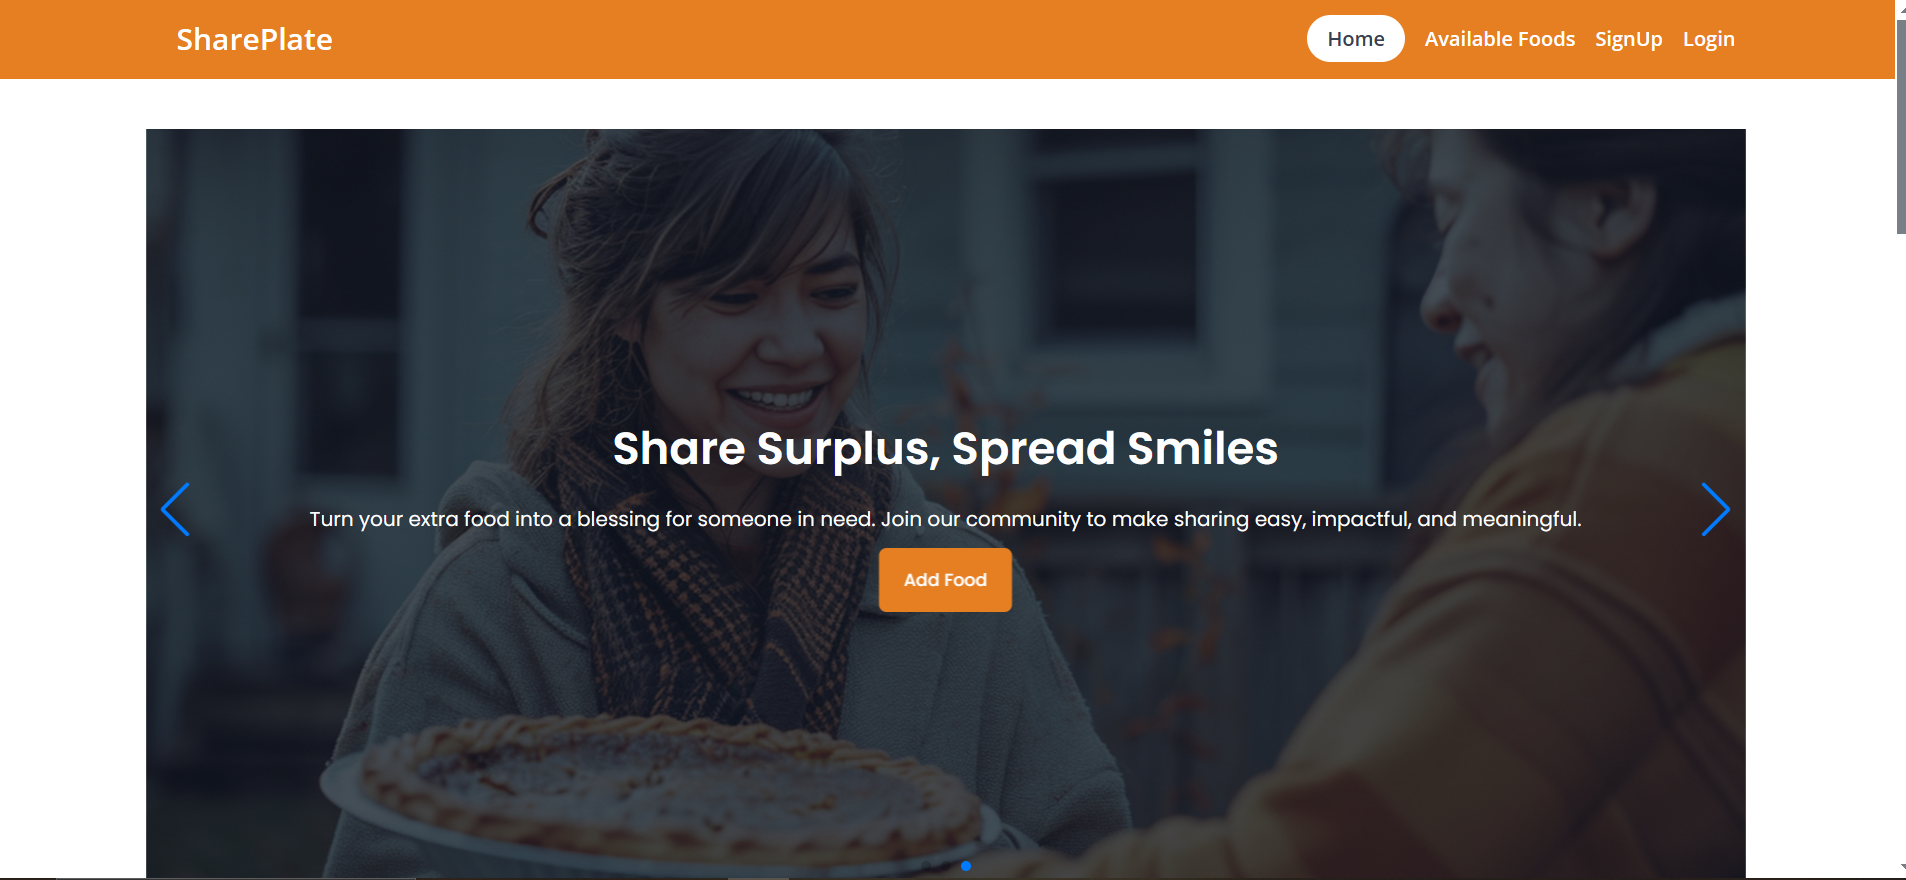 SharePlate
Home Available Foods SignUp Login
Share Surplus, Spread Smiles
Turn your extra food into a blessing for someone in need. Join our community to make sharing easy, impactful, and meaningful.
Add Food